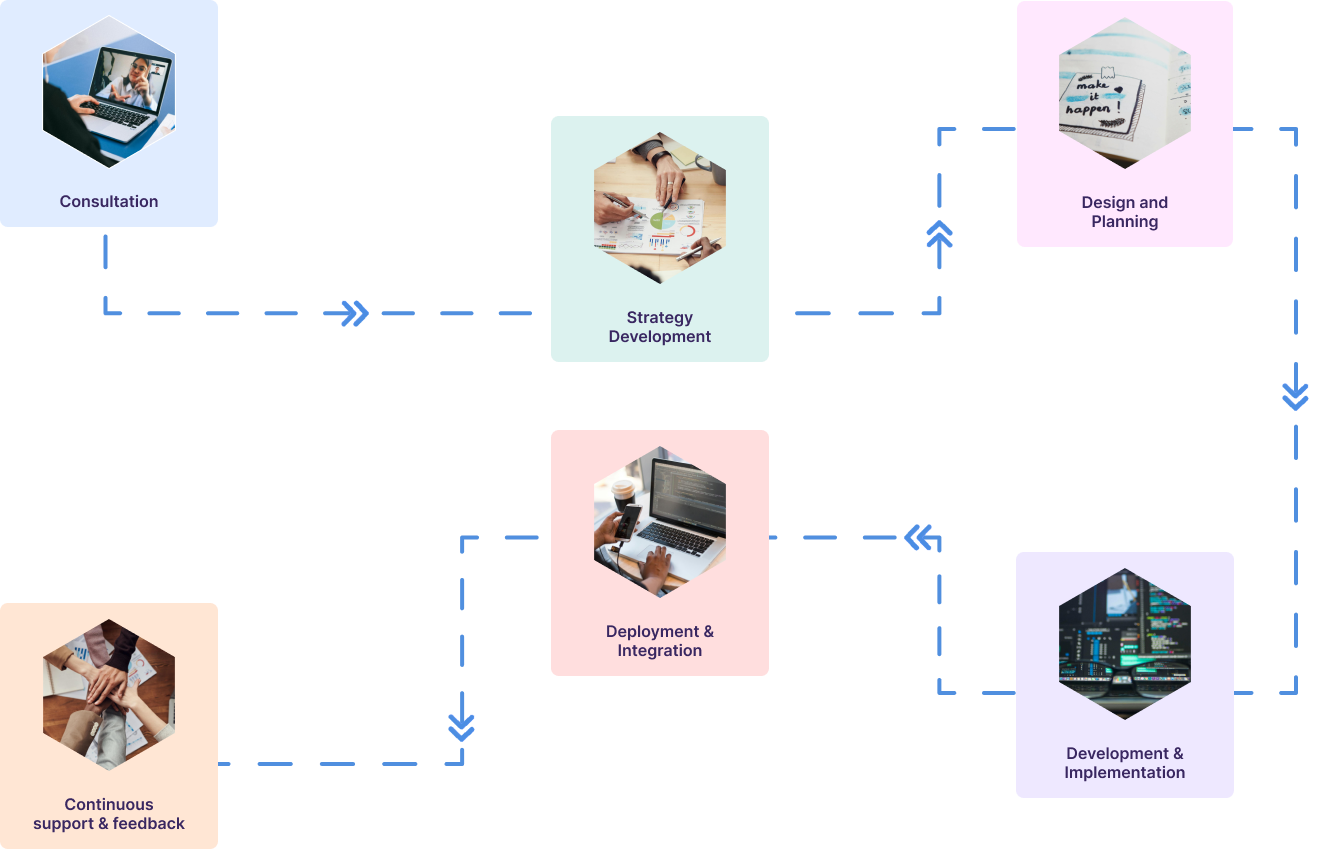 Consultation
Strategy
Development
make
it
happen !
Design and
Planning
Development &
Implementation
Deployment &
Integration
Continuous
support & feedback